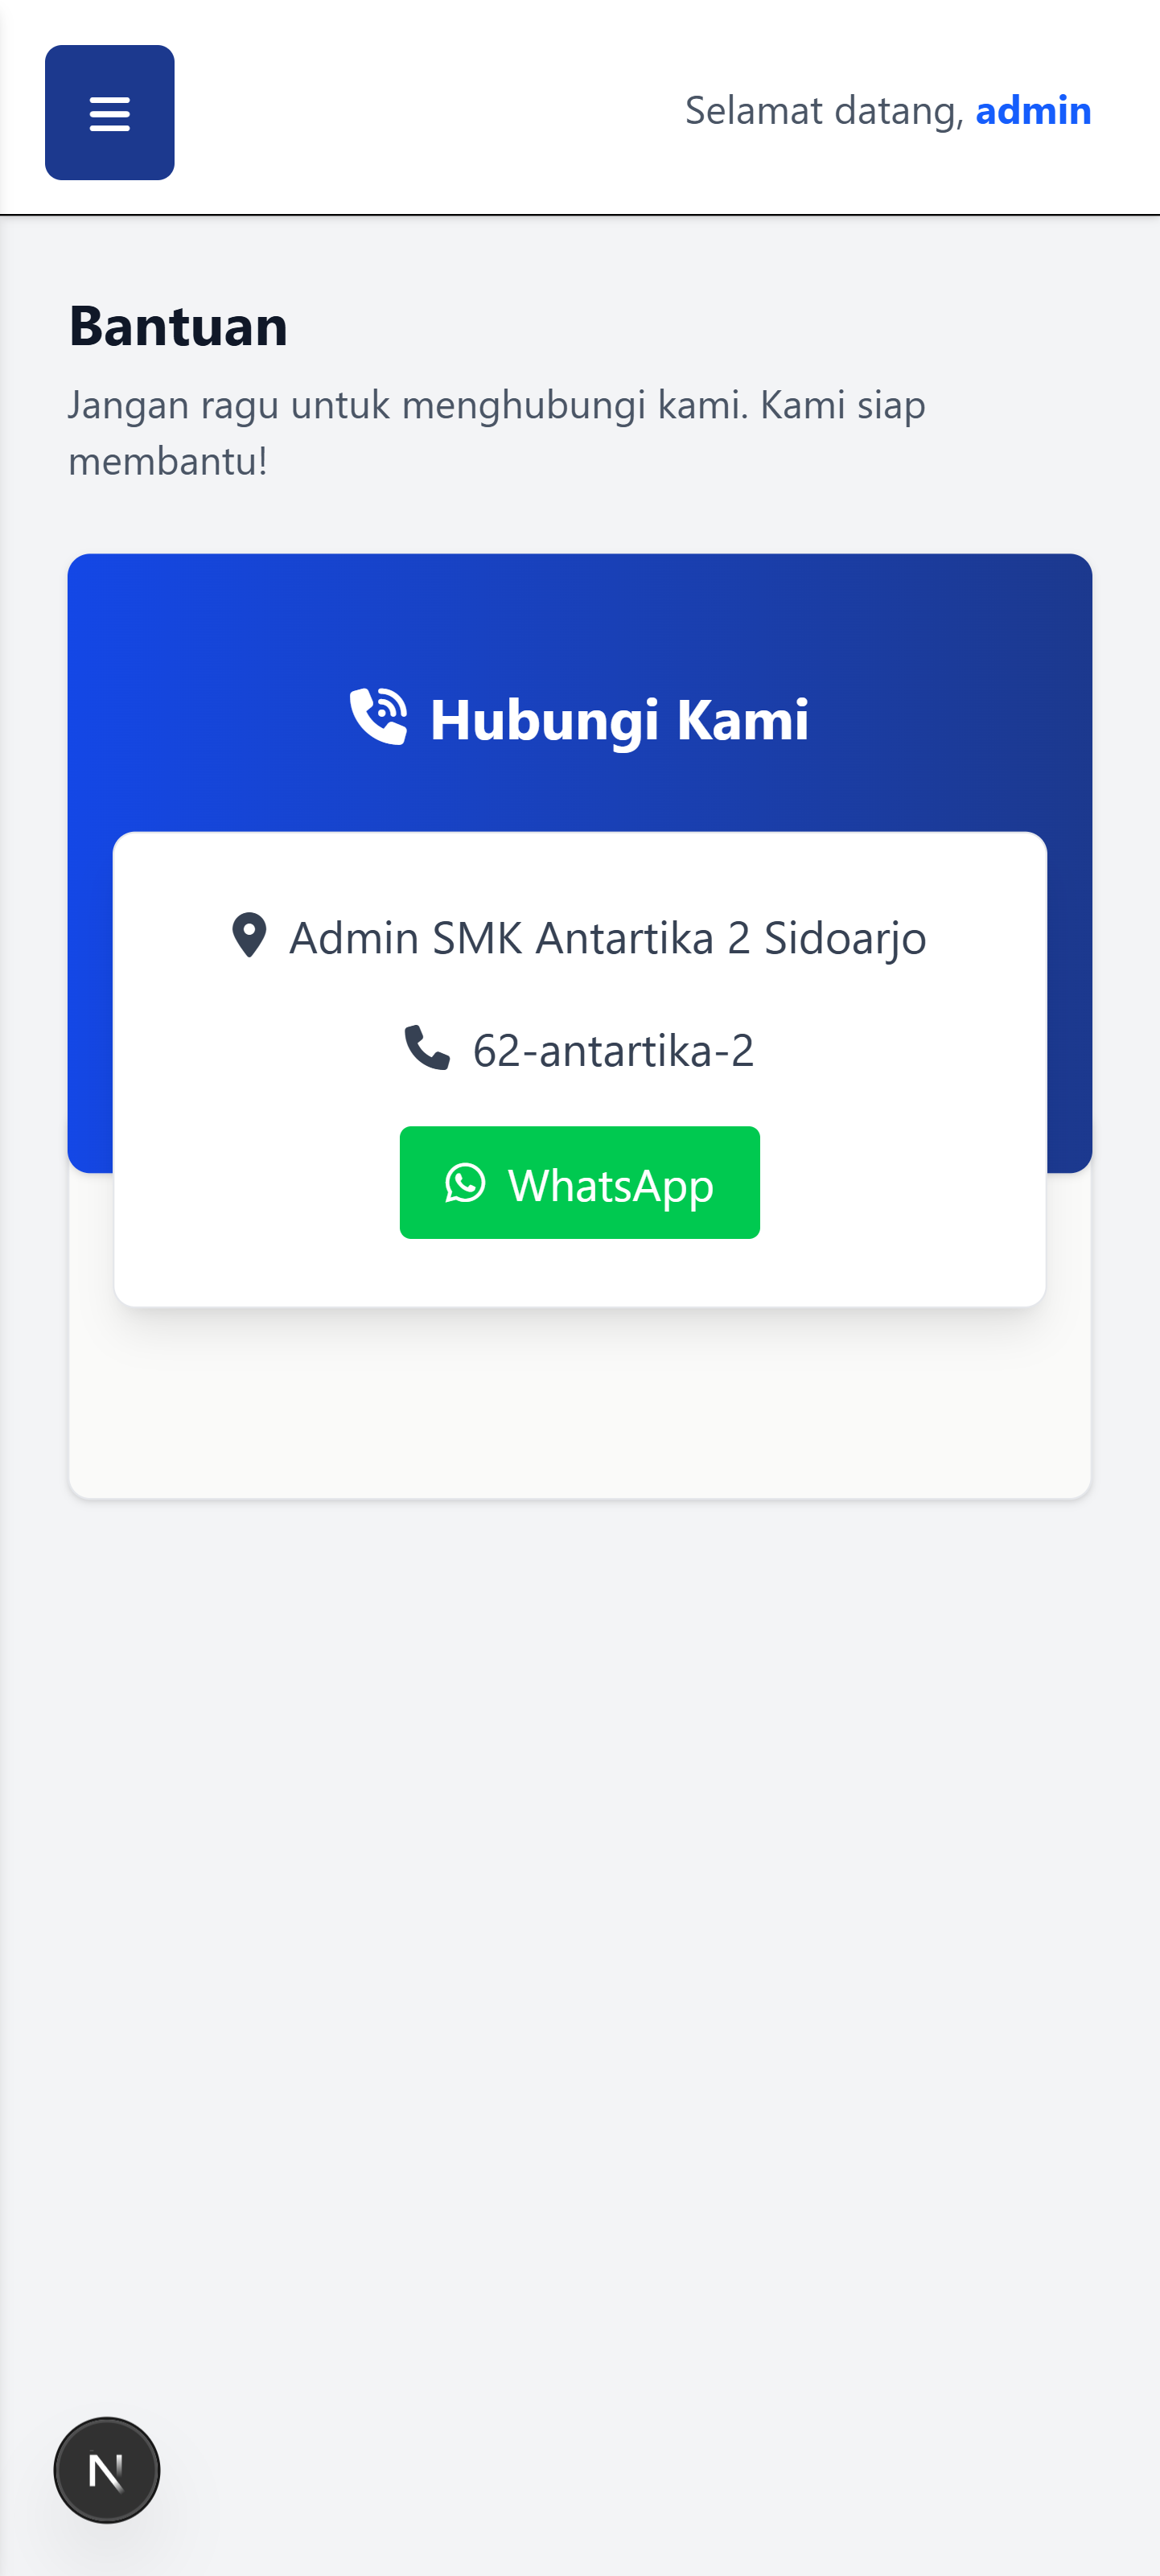 Selamat datang, admin
Bantuan
Jangan ragu untuk menghubungi kami. Kami siap
membantu!
Hubungi Kami
Admin SMK Antartika 2 Sidoarjo
62-antartika-2
WhatsApp
N